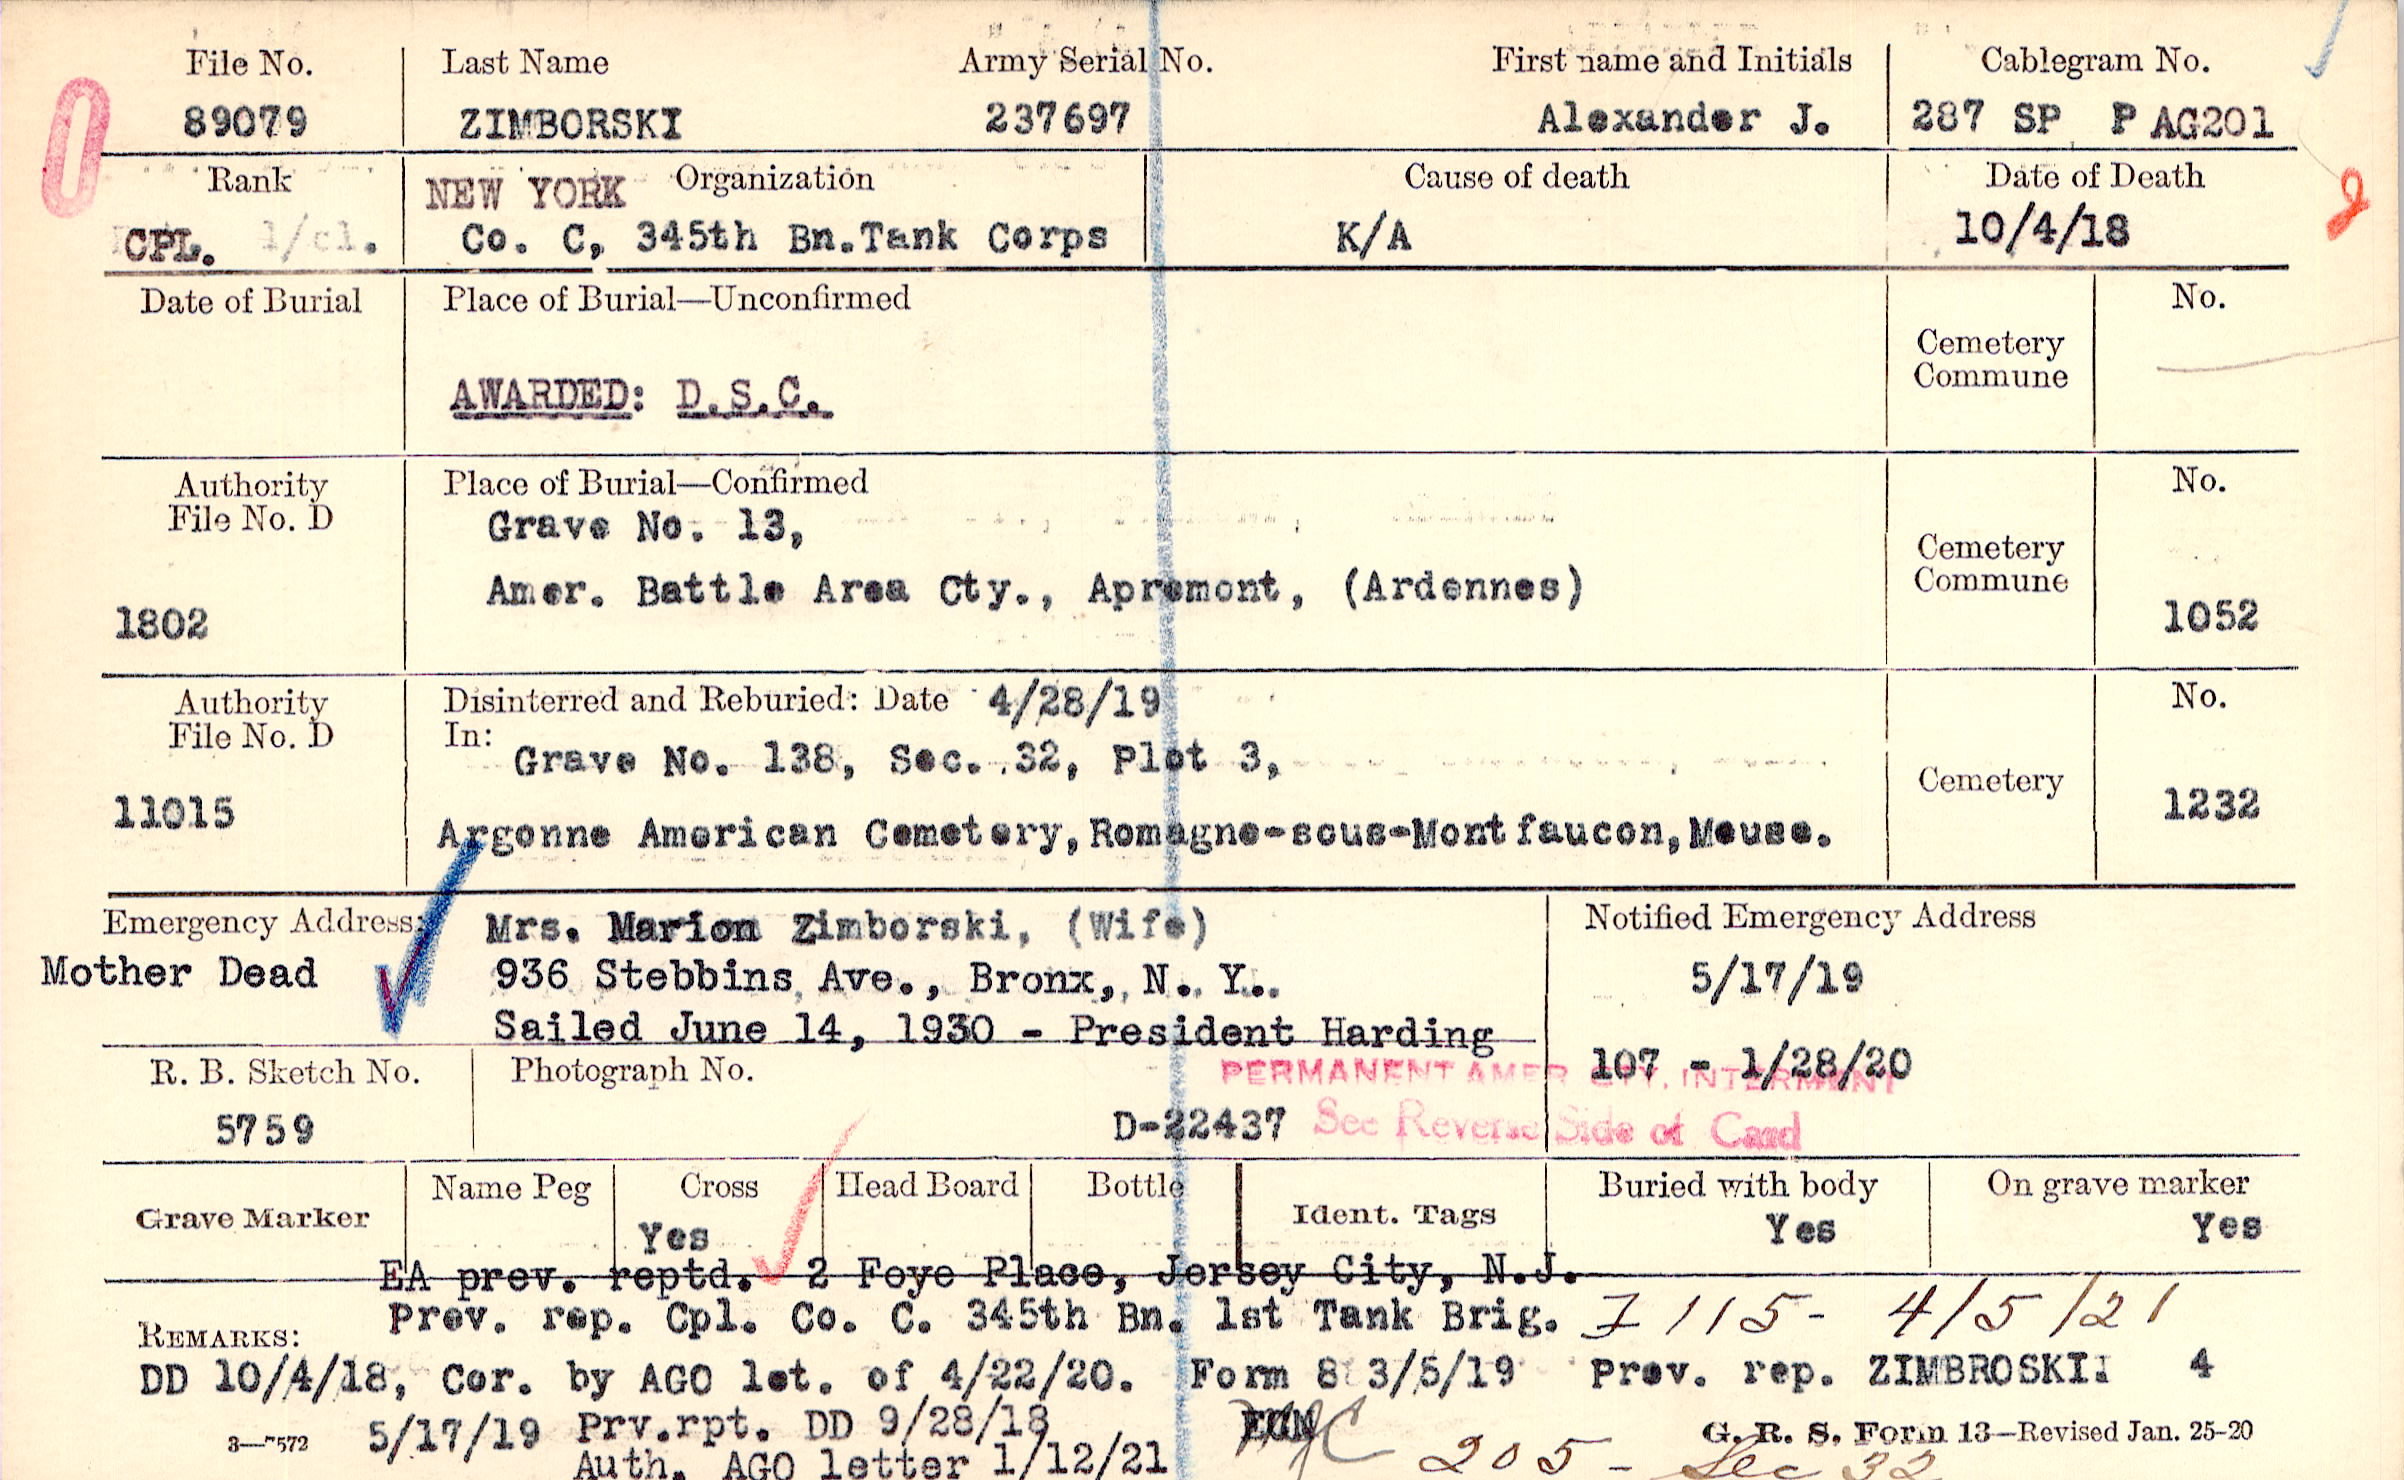 File No. Last Name Army Serial No. First name and Initials Cablegram No.
89079 ZIMBORSKI 237697 Alexander J. 287 SP P AG201
Rank NEW YORK Organization Cause of death Date of Death
CPL. 1/cl. Co. C, 345th Bn.Tank Corps K/A 10/4/18
Date of Burial Place of Burial—Unconfirmed No.
Cemetery
Commune
AWARDED: D.S.C.
Authority Place of Burial—Confirmed No.
File No. D Grave No. 13,
Cemetery
Amer. Battle Area Cty., Apremont, (Ardennes) Commune
1802 1052
Authority Disinterred and Reburied: Date 4/28/19 No.
File No. D In:
Grave No. 138, Sec. 32, Plot 3,
Cemetery
11015 1232
Argonne American Cemetery, Romagne-sous-Montfaucon, Meuse.
Emergency Address: Mrs. Marion Zimborski, (Wife) Notified Emergency Address
Mother Dead 936 Stebbins Ave., Bronx, N. Y. 5/17/19
Sailed June 14, 1930 - President Harding
R. B. Sketch No. Photograph No. 107 - 1/28/20
PERMANENT AMER CTY. INTERMENT
5759 D-22437 See Reverse Side of Card
Grave Marker Name Peg Cross Head Board Bottle Ident. Tags Buried with body On grave marker
Yes Yes Yes
EA prev. reptd. 2 Foye Place, Jersey City, N.J.
Prev. rep. Cpl. Co. C. 345th Bn. 1st Tank Brig. 7115- 4/5/21
REMARKS:
DD 10/4/18, Cor. by AGO let. of 4/22/20. Form 8 3/5/19 Prev. rep. ZIMBROSKI. 4
3—7572 5/17/19 Prv.rpt. DD 9/28/18 G. R. S. Form 13—Revised Jan. 25-20
Auth. AGO letter 1/12/21 205 - Sec 32